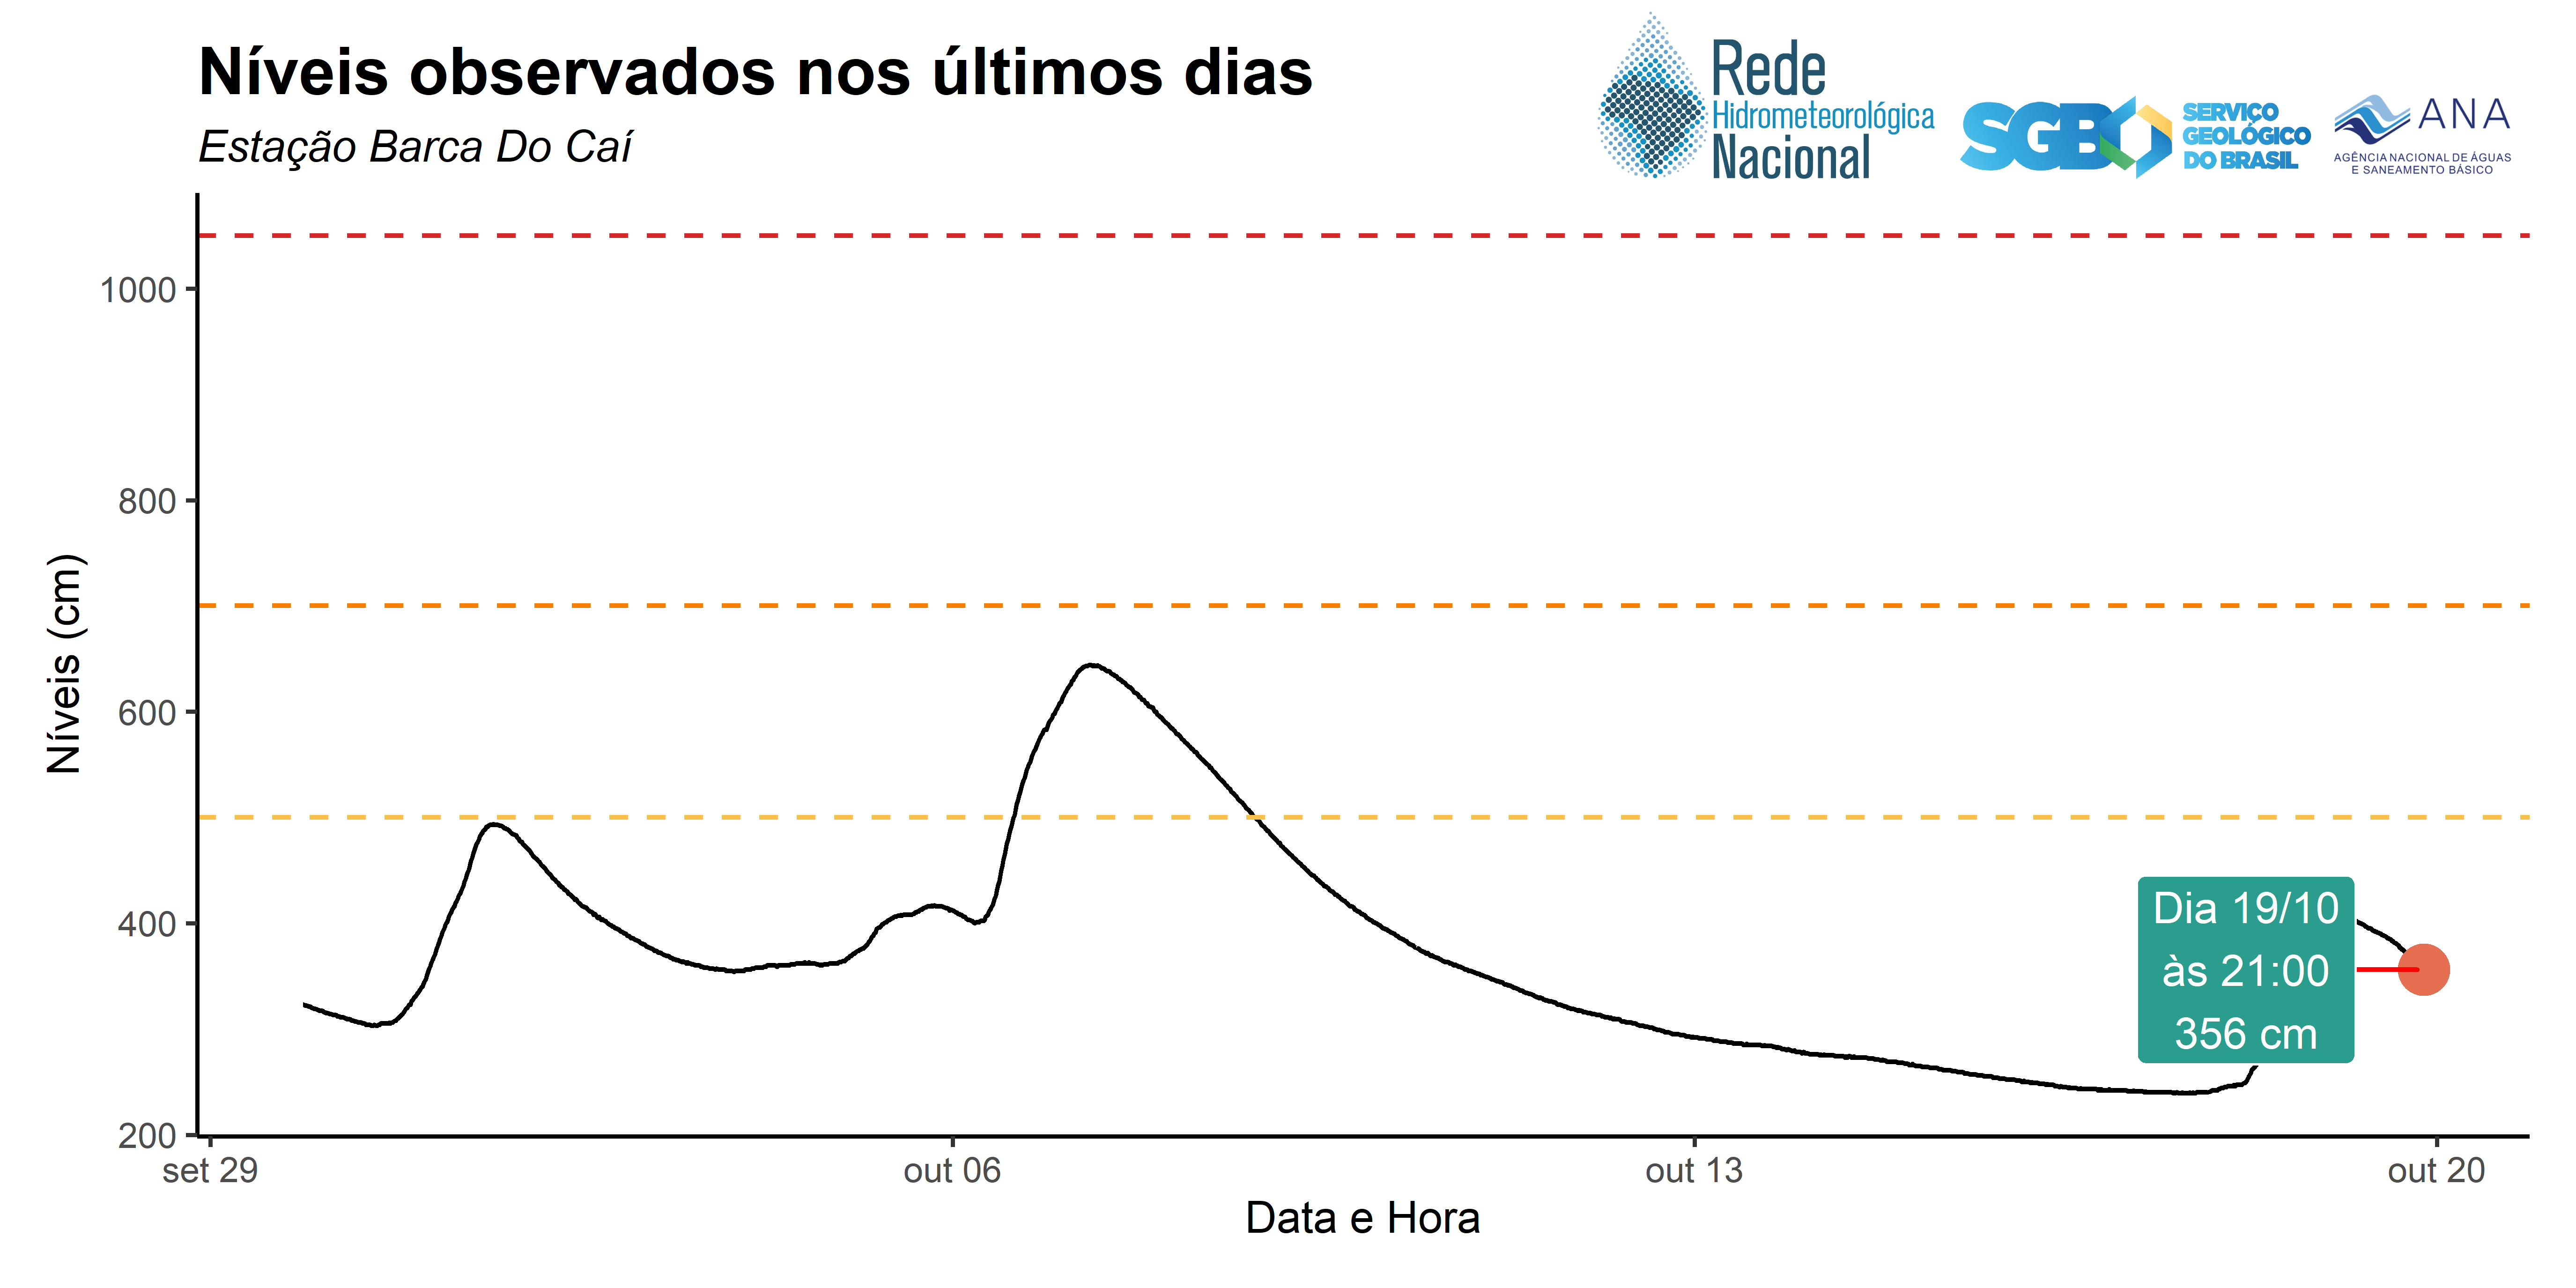 Níveis observados nos últimos dias
Estação Barca Do Caí
Rede
Hidrometeorológica
Nacional
SGB
SERVIÇO
GEOLÓGICO
DO BRASIL
ANA
AGÊNCIA NACIONAL DE ÁGUAS
E SANEAMENTO BÁSICO
Níveis (cm)
1000
800
600
400
200
Dia 19/10
às 21:00
356 cm
set 29
out 06
out 13
out 20
Data e Hora